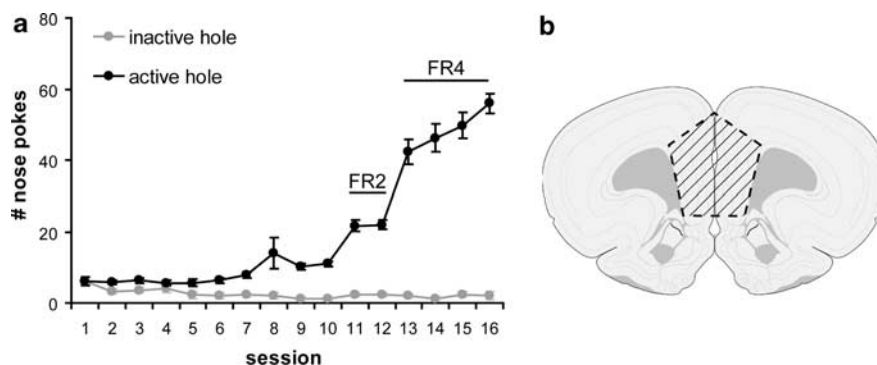 a
80
inactive hole
active hole
FR4
60
# nose pokes
40
FR2
20
0
1 2 3 4 5 6 7 8 9 10 11 12 13 14 15 16
session
b